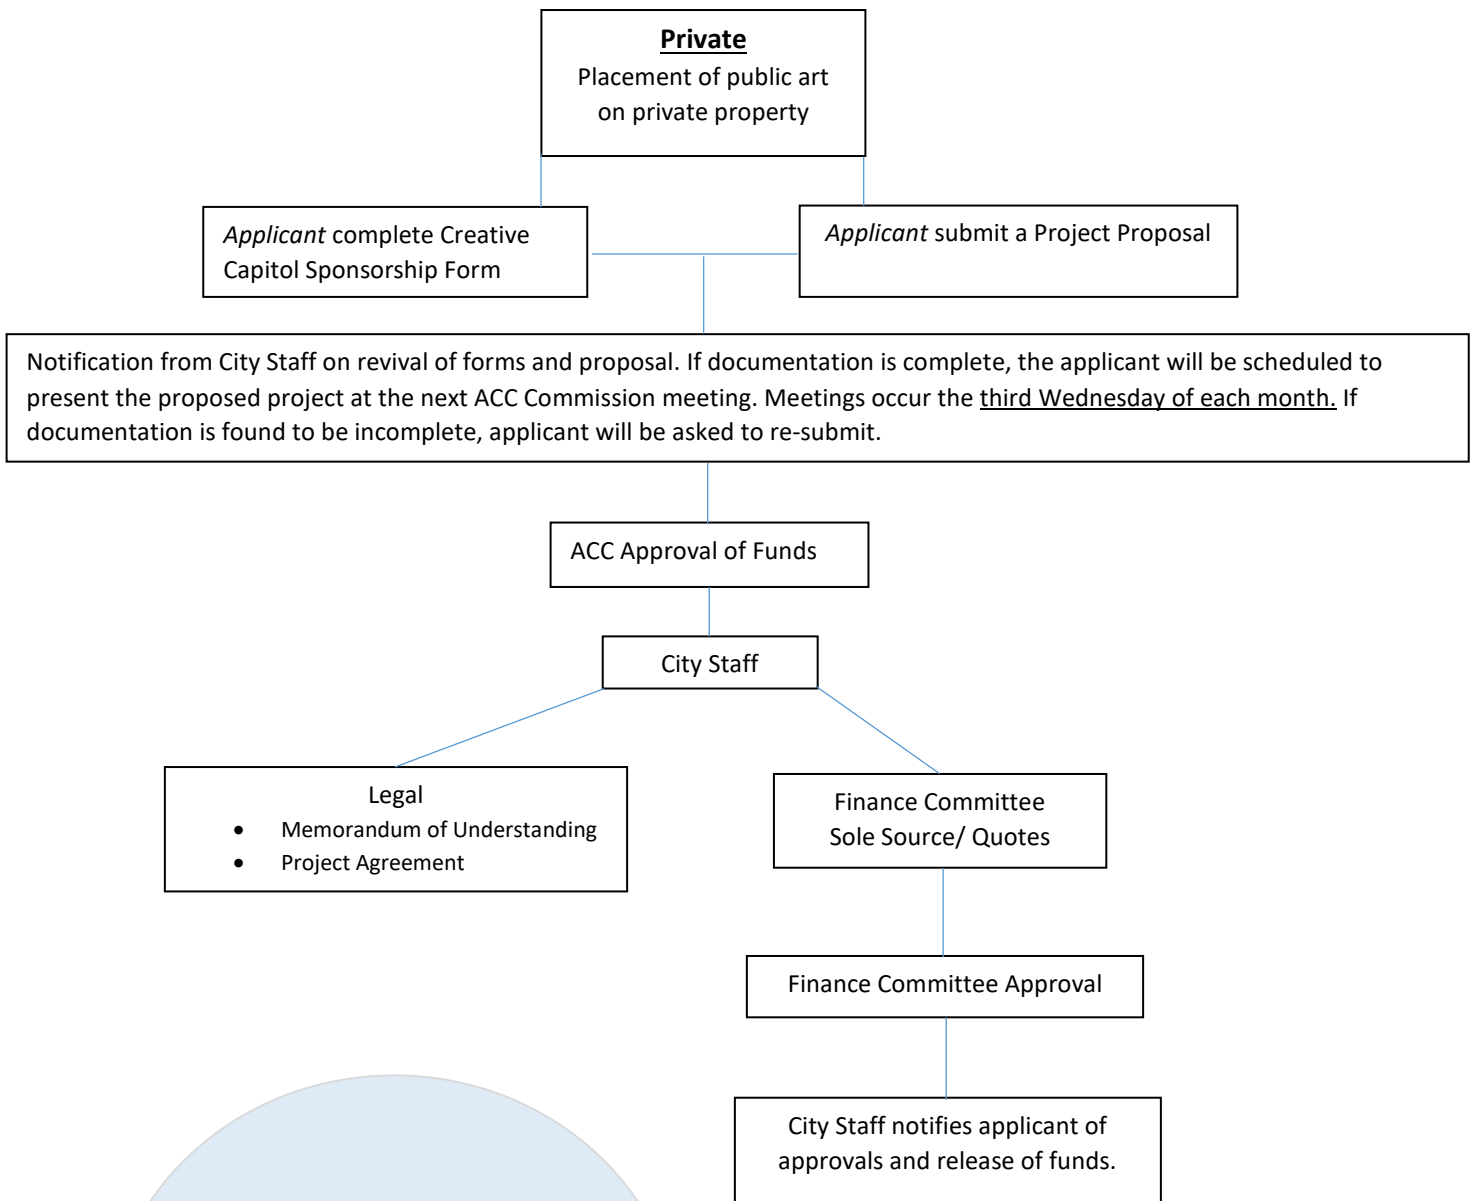 Private
Placement of public art
on private property
Applicant complete Creative
Capitol Sponsorship Form
Applicant submit a Project Proposal
Notification from City Staff on revival of forms and proposal. If documentation is complete, the applicant will be scheduled to
present the proposed project at the next ACC Commission meeting. Meetings occur the third Wednesday of each month. If
documentation is found to be incomplete, applicant will be asked to re-submit.
ACC Approval of Funds
City Staff
Legal
• Memorandum of Understanding
• Project Agreement
Finance Committee
Sole Source/ Quotes
Finance Committee Approval
City Staff notifies applicant of
approvals and release of funds.